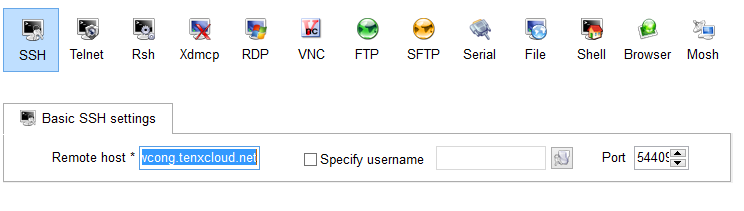 SSH Telnet Rsh Xdmcp RDP VNC FTP SFTP Serial File Shell Browser Mosh
Basic SSH settings
Remote host * vcong.tenxcloud.net Specify username Port 54409